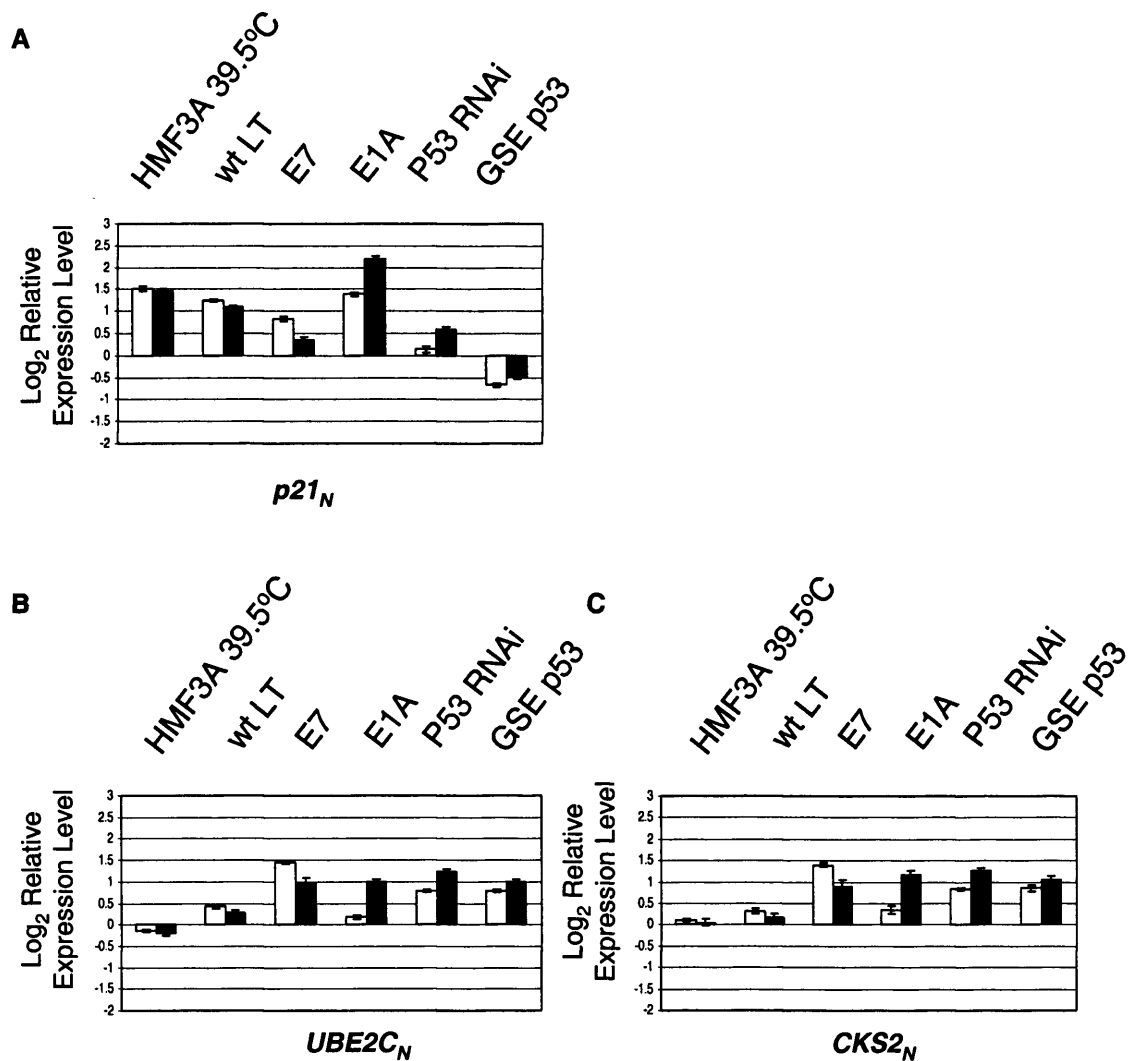 A
HMF3A 39.5ºC
wt LT
E7
E1A
P53 RNAi
GSE p53
Log2 Relative
Expression Level
3
2.5
2
1.5
1
0.5
0
-0.5
-1
-1.5
-2
p21N
B
HMF3A 39.5ºC
wt LT
E7
E1A
P53 RNAi
GSE p53
Log2 Relative
Expression Level
3
2.5
2
1.5
1
0.5
0
-0.5
-1
-1.5
-2
UBE2CN
C
HMF3A 39.5ºC
wt LT
E7
E1A
P53 RNAi
GSE p53
Log2 Relative
Expression Level
3
2.5
2
1.5
1
0.5
0
-0.5
-1
-1.5
-2
CKS2N